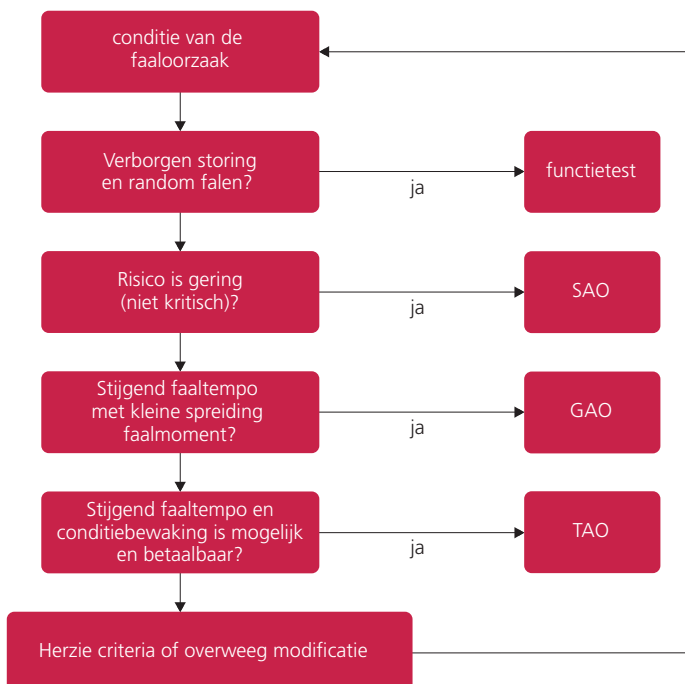 conditie van de
faaloorzaak
Verborgen storing
en random falen?
ja
functietest
Risico is gering
(niet kritisch)?
ja
SAO
Stijgend faaltempo
met kleine spreiding
faalmoment?
ja
GAO
Stijgend faaltempo en
conditiebewaking is mogelijk
en betaalbaar?
ja
TAO
Herzie criteria of overweeg modificatie